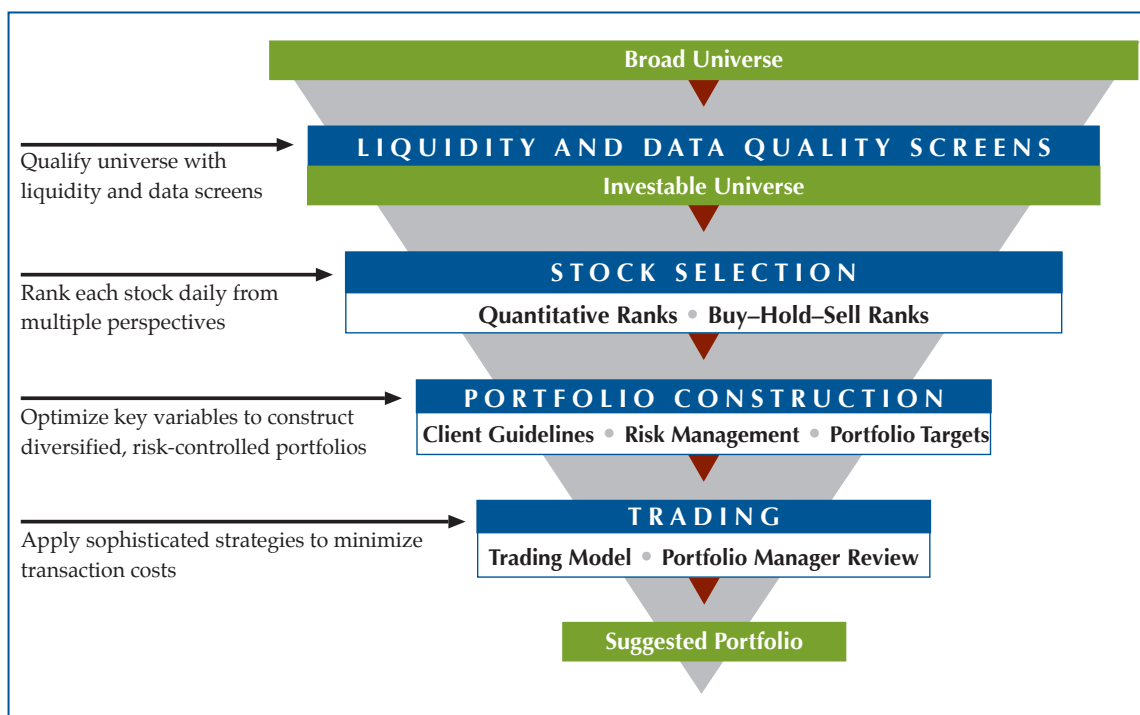 Broad Universe
LIQUIDITY AND DATA QUALITY SCREENS
Investable Universe
Qualify universe with
liquidity and data screens
STOCK SELECTION
Quantitative Ranks • Buy–Hold–Sell Ranks
Rank each stock daily from
multiple perspectives
PORTFOLIO CONSTRUCTION
Client Guidelines • Risk Management • Portfolio Targets
Optimize key variables to construct
diversified, risk-controlled portfolios
TRADING
Trading Model • Portfolio Manager Review
Apply sophisticated strategies to minimize
transaction costs
Suggested Portfolio